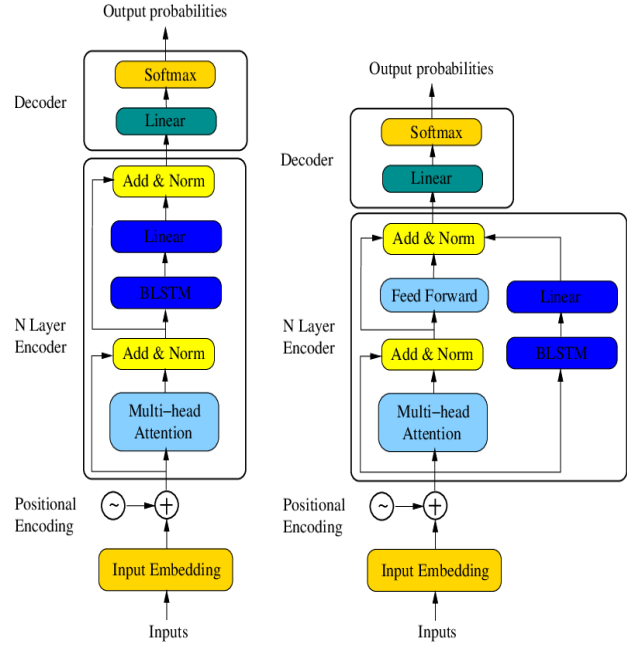 Output probabilities
Softmax
Decoder
Linear
Add & Norm
Linear
BLSTM
N Layer
Encoder
Add & Norm
Multi-head
Attention
Positional
Encoding
~
+
Input Embedding
Inputs
Output probabilities
Softmax
Decoder
Linear
Add & Norm
Feed Forward
Linear
N Layer
Encoder
Add & Norm
BLSTM
Multi-head
Attention
Positional
Encoding
~
+
Input Embedding
Inputs